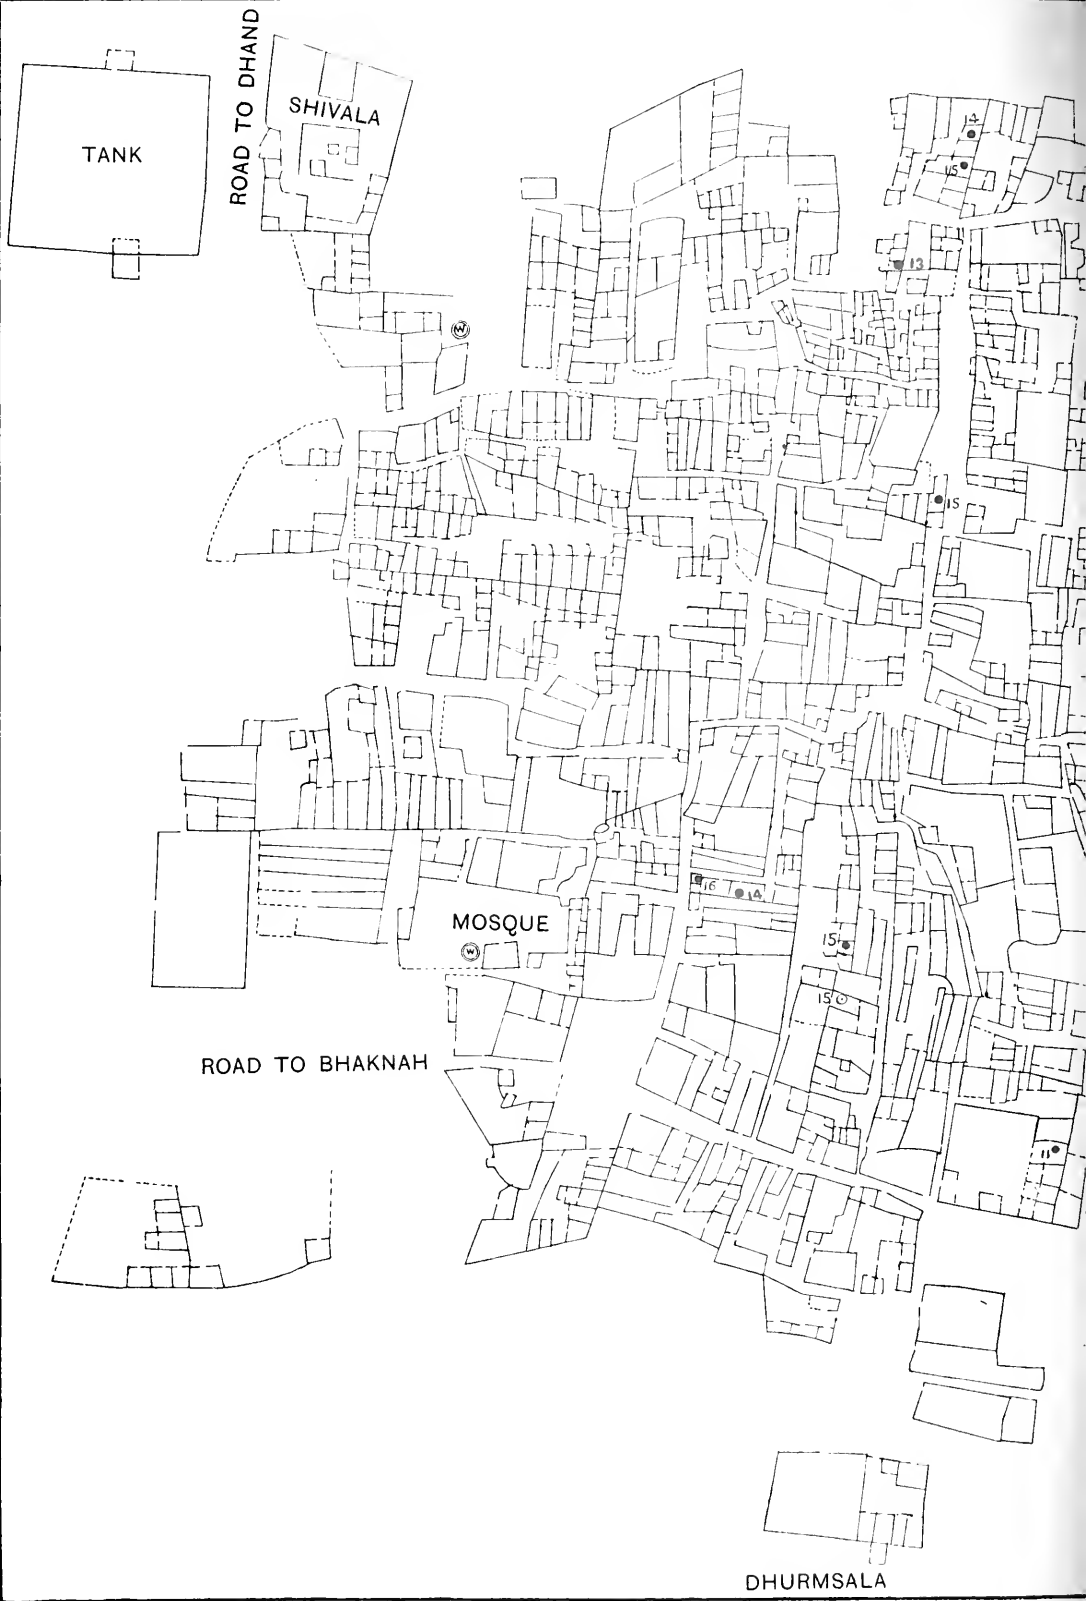 ROAD TO DHAND
SHIVALA
TANK
14
15
13
W
15
16
14
MOSQUE
W
15
15
ROAD TO BHAKNAH
11
DHURMSALA